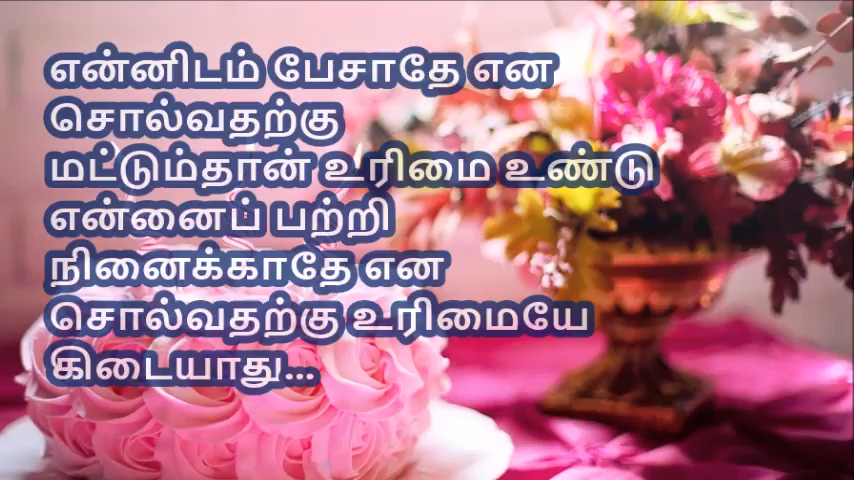 என்னிடம் பேசாதே என
சொல்வதற்கு
மட்டும்தான் உரிமை உண்டு
என்னைப் பற்றி
நினைக்காதே என
சொல்வதற்கு உரிமையே
கிடையாது...